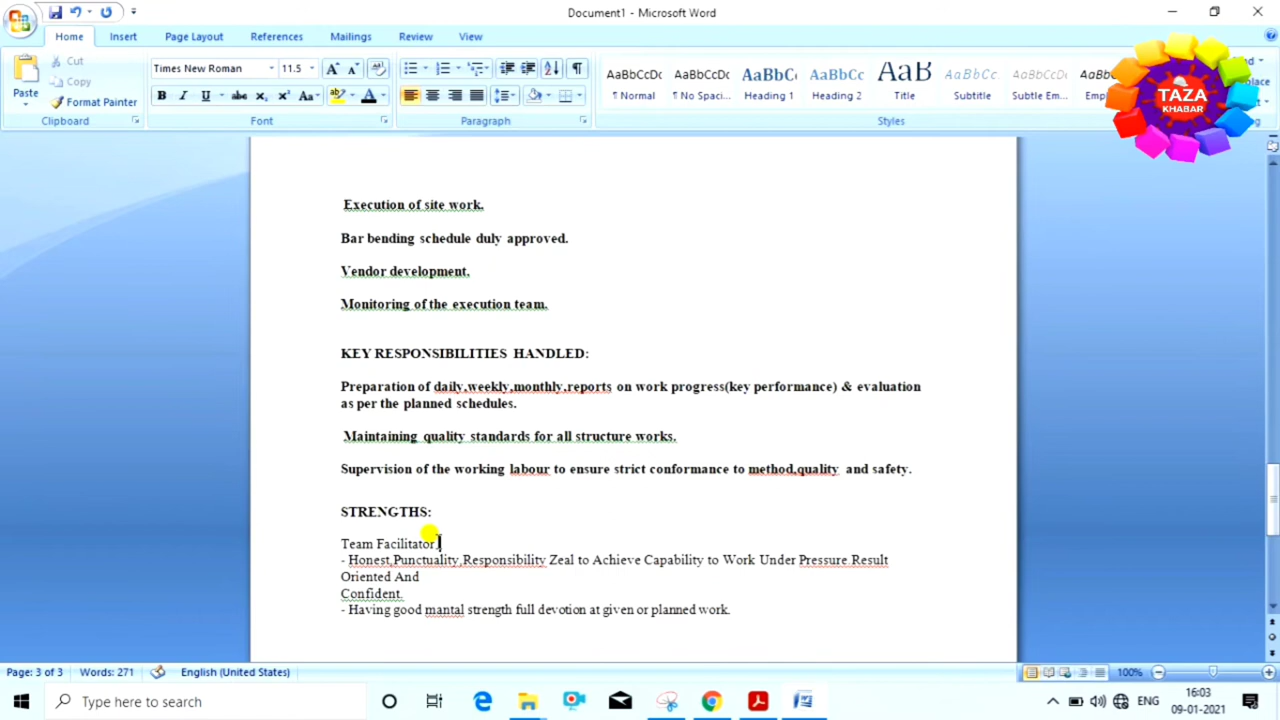 Document1 - Microsoft Word
Home Insert Page Layout References Mailings Review View
Paste
Cut
Copy
Format Painter
Clipboard
Times New Roman 11.5
Font
Paragraph
AaBbCcDc AaBbCcDc AaBbCc AaBbCc AaB AaBbCc AaBbCcDc
¶ Normal ¶ No Spaci... Heading 1 Heading 2 Title Subtitle Subtle Em...
Styles
TAZA
KHABAR
Execution of site work.
Bar bending schedule duly approved.
Vendor development.
Monitoring of the execution team.
KEY RESPONSIBILITIES HANDLED:
Preparation of daily,weekly,monthly,reports on work progress(key performance) & evaluation
as per the planned schedules.
Maintaining quality standards for all structure works.
Supervision of the working labour to ensure strict conformance to method,quality and safety.
STRENGTHS:
Team Facilitator
- Honest,Punctuality,Responsibility Zeal to Achieve Capability to Work Under Pressure.Result
Oriented And
Confident.
- Having good mantal strength full devotion at given or planned work.
Page: 3 of 3 Words: 271 English (United States) 100%
Type here to search
ENG
16:03
09-01-2021